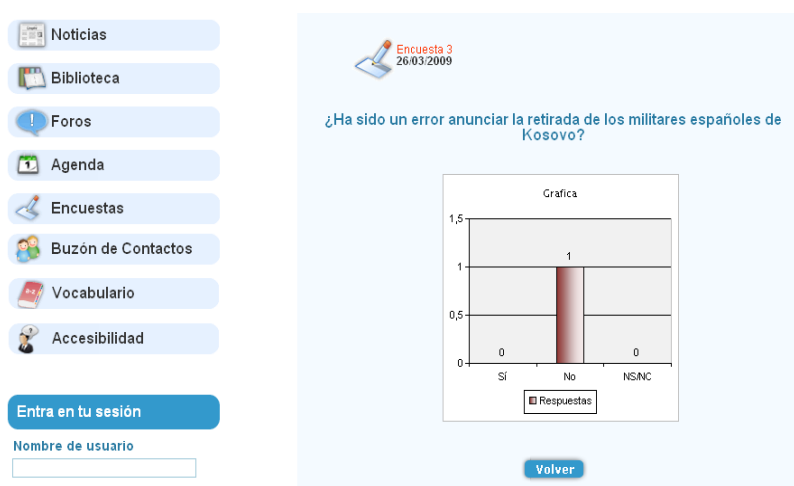 Noticias
Biblioteca
Foros
Agenda
Encuestas
Buzón de Contactos
Vocabulario
Accesibilidad
Entra en tu sesión
Nombre de usuario
Encuesta 3
26/03/2009
¿Ha sido un error anunciar la retirada de los militares españoles de
Kosovo?
Grafica
1,5
1
1
0,5
0
0
0
Sí
No
NS/NC
Respuestas
Volver